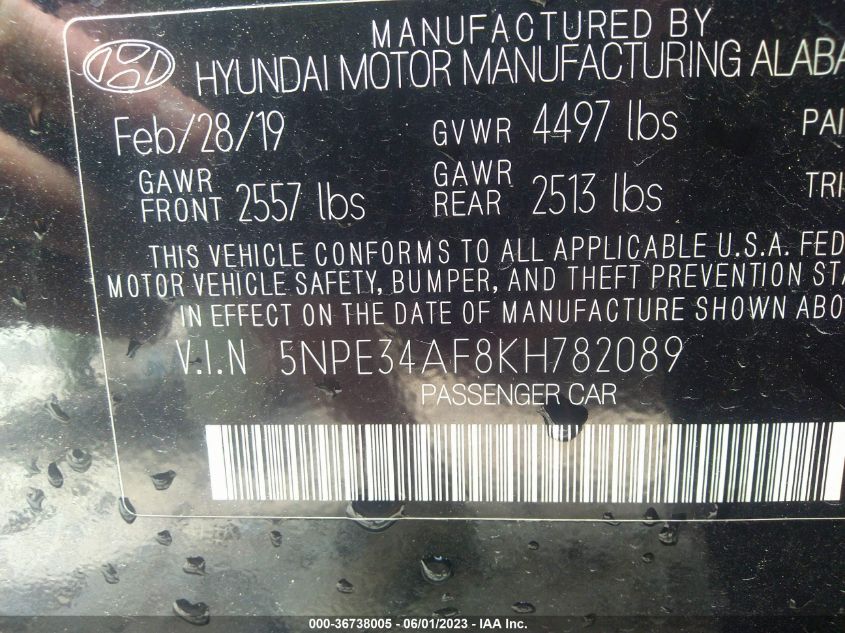 MANUFACTURED BY
HYUNDAI MOTOR MANUFACTURING ALABA
Feb/28/19 GVWR 4497 lbs PAI
GAWR FRONT 2557 lbs GAWR REAR 2513 lbs TRI
THIS VEHICLE CONFORMS TO ALL APPLICABLE U.S.A. FED
MOTOR VEHICLE SAFETY, BUMPER, AND THEFT PREVENTION STA
IN EFFECT ON THE DATE OF MANUFACTURE SHOWN ABO
V.I.N 5NPE34AF8KH782089
PASSENGER CAR
000-36738005 - 06/01/2023 - IAA Inc.